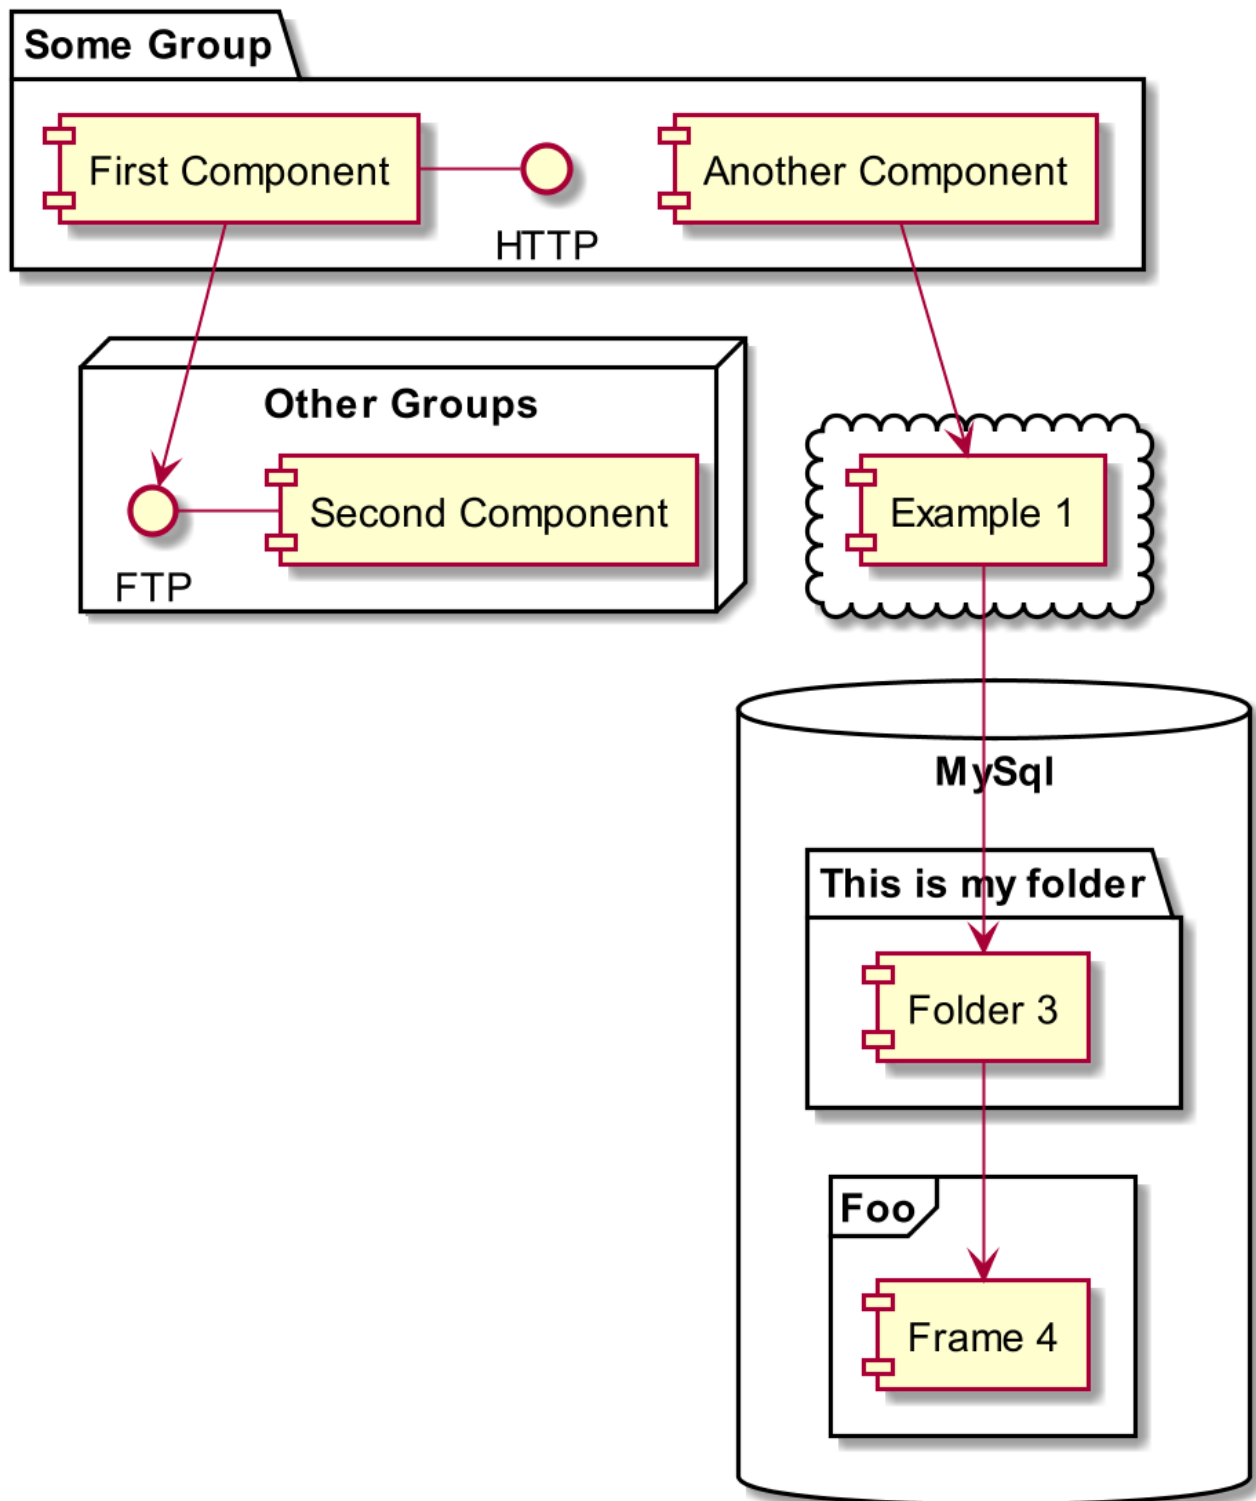 Some Group
First Component
Another Component
HTTP
Other Groups
Second Component
Example 1
FTP
MySql
This is my folder
Folder 3
Foo
Frame 4